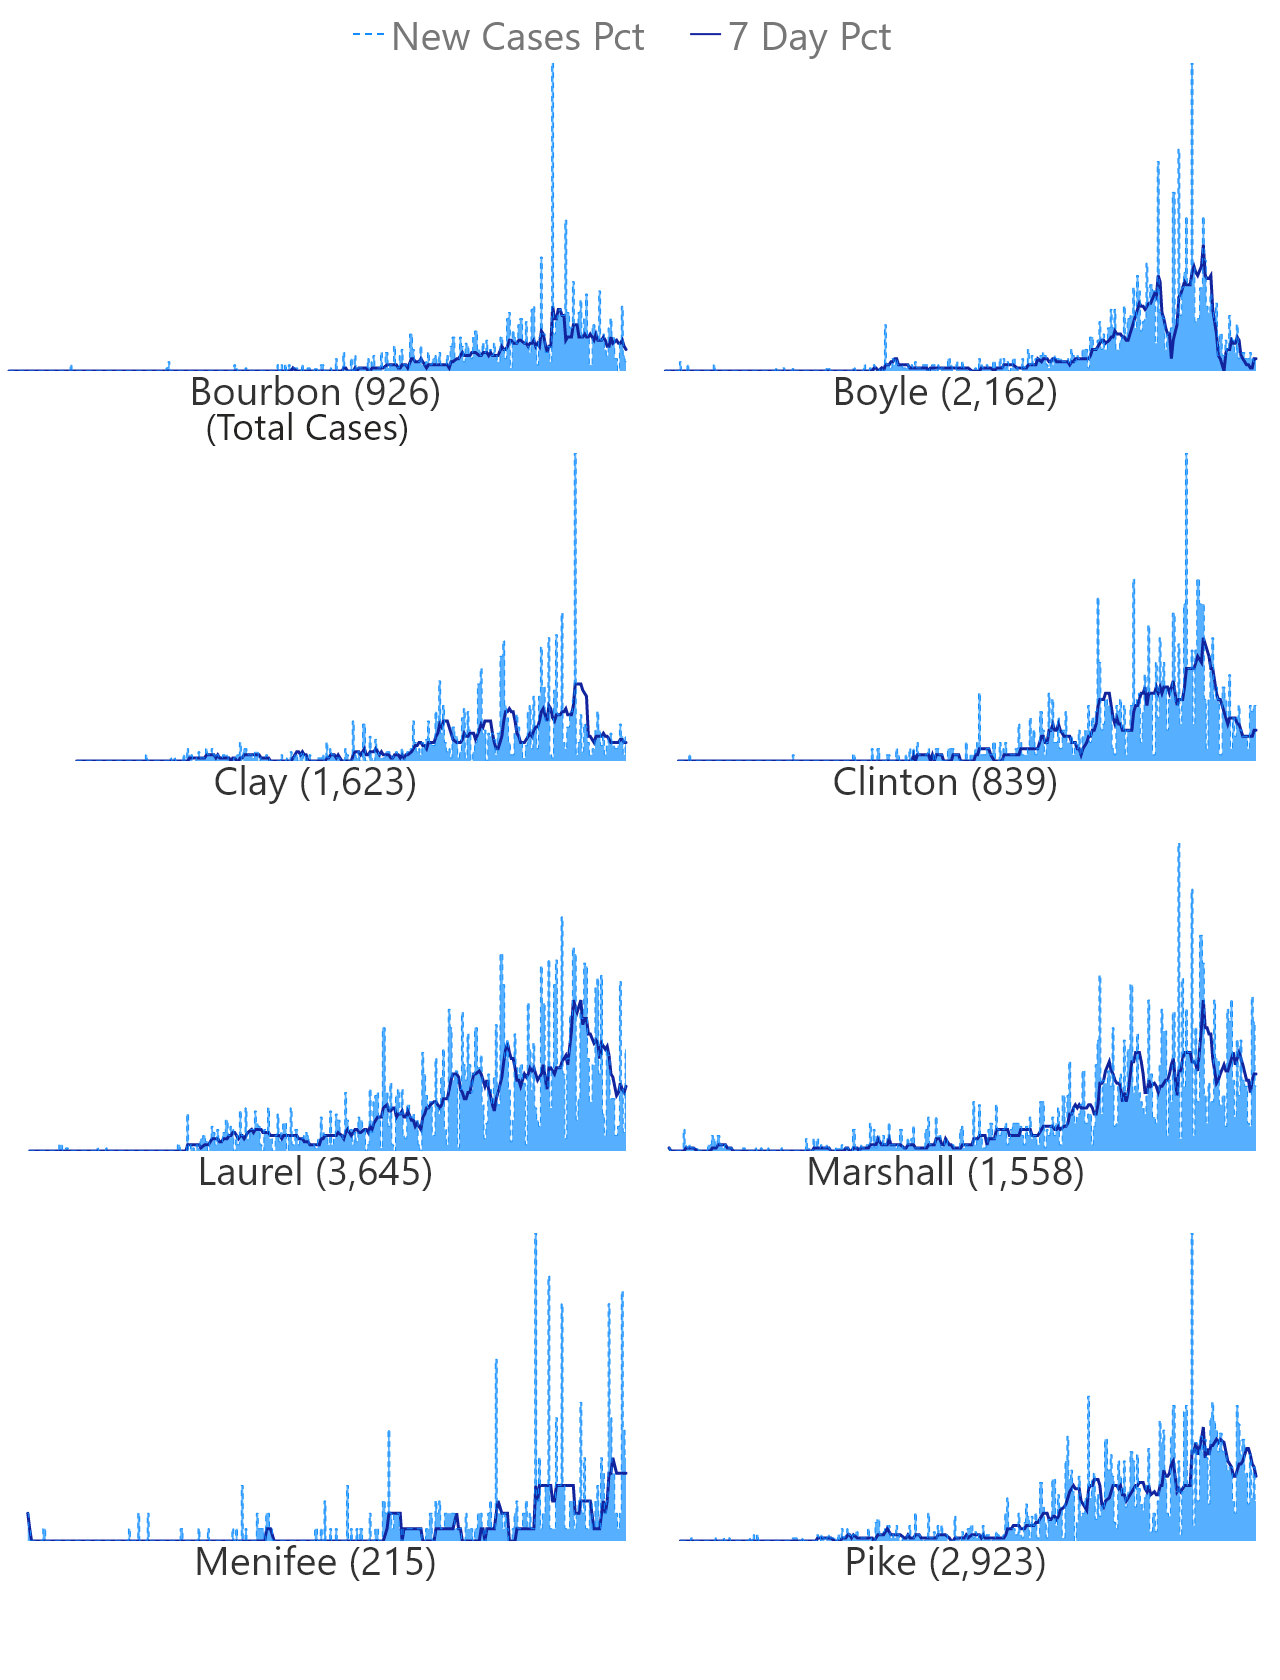 New Cases Pct 7 Day Pct
Bourbon (926) Boyle (2,162)
(Total Cases)
Clay (1,623) Clinton (839)
Laurel (3,645) Marshall (1,558)
Menifee (215) Pike (2,923)